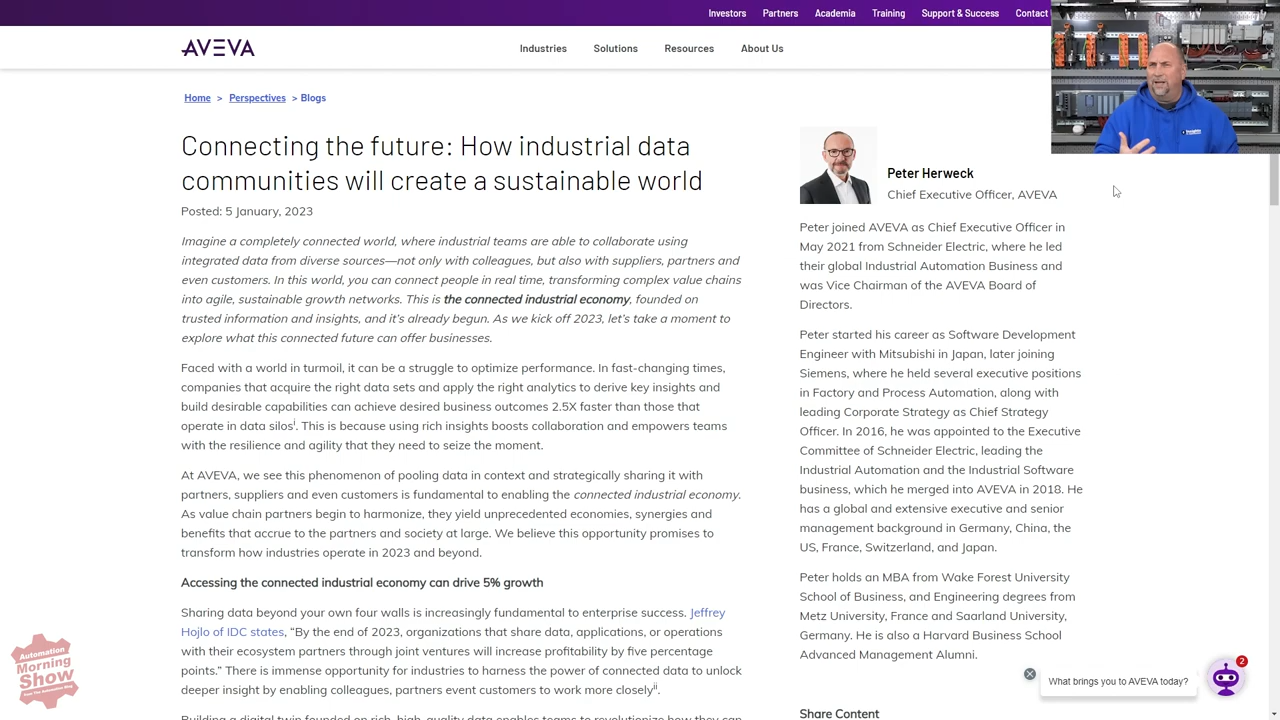 Investors Partners Academia Training Support & Success Contact
AVEVA
Industries Solutions Resources About Us
Home > Perspectives > Blogs
Connecting the future: How industrial data
communities will create a sustainable world
Posted: 5 January, 2023
Imagine a completely connected world, where industrial teams are able to collaborate using
integrated data from diverse sources—not only with colleagues, but also with suppliers, partners and
even customers. In this world, you can connect people in real time, transforming complex value chains
into agile, sustainable growth networks. This is the connected industrial economy, founded on
trusted information and insights, and it’s already begun. As we kick off 2023, let’s take a moment to
explore what this connected future can offer businesses.
Faced with a world in turmoil, it can be a struggle to optimize performance. In fast-changing times,
companies that acquire the right data sets and apply the right analytics to derive key insights and
build desirable capabilities can achieve desired business outcomes 2.5X faster than those that
operate in data silosⁱ. This is because using rich insights boosts collaboration and empowers teams
with the resilience and agility that they need to seize the moment.
At AVEVA, we see this phenomenon of pooling data in context and strategically sharing it with
partners, suppliers and even customers is fundamental to enabling the connected industrial economy.
As value chain partners begin to harmonize, they yield unprecedented economies, synergies and
benefits that accrue to the partners and society at large. We believe this opportunity promises to
transform how industries operate in 2023 and beyond.
Accessing the connected industrial economy can drive 5% growth
Sharing data beyond your own four walls is increasingly fundamental to enterprise success. Jeffrey
Hojlo of IDC states, “By the end of 2023, organizations that share data, applications, or operations
with their ecosystem partners through joint ventures will increase profitability by five percentage
points.” There is immense opportunity for industries to harness the power of connected data to unlock
deeper insight by enabling colleagues, partners event customers to work more closelyⁱⁱ.
Building a digital twin founded on rich, high-quality data enables teams to revolutionize how they can
Peter Herweck
Chief Executive Officer, AVEVA
Peter joined AVEVA as Chief Executive Officer in
May 2021 from Schneider Electric, where he led
their global Industrial Automation Business and
was Vice Chairman of the AVEVA Board of
Directors.
Peter started his career as Software Development
Engineer with Mitsubishi in Japan, later joining
Siemens, where he held several executive positions
in Factory and Process Automation, along with
leading Corporate Strategy as Chief Strategy
Officer. In 2016, he was appointed to the Executive
Committee of Schneider Electric, leading the
Industrial Automation and the Industrial Software
business, which he merged into AVEVA in 2018. He
has a global and extensive executive and senior
management background in Germany, China, the
US, France, Switzerland, and Japan.
Peter holds an MBA from Wake Forest University
School of Business, and Engineering degrees from
Metz University, France and Saarland University,
Germany. He is also a Harvard Business School
Advanced Management Alumni.
What brings you to AVEVA today?
2
Share Content
Automation
Morning
Show